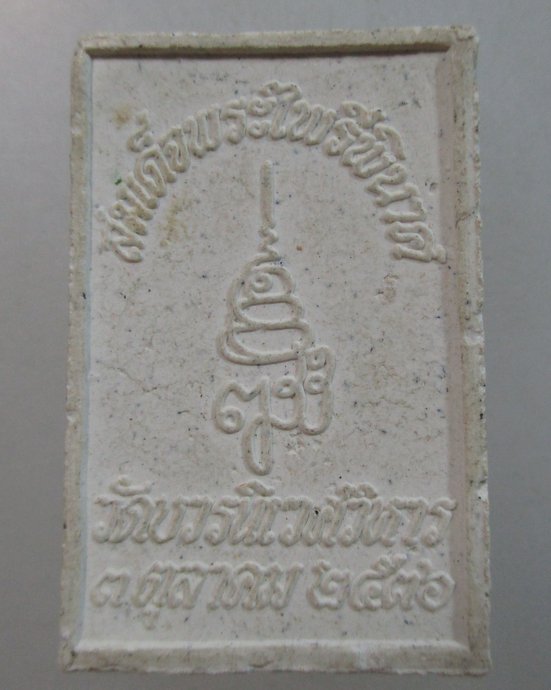 สมเด็จพระไพรีพินาศ
วัดบวรนิเวศวิหาร
๓ ตุลาคม ๒๕๓๖